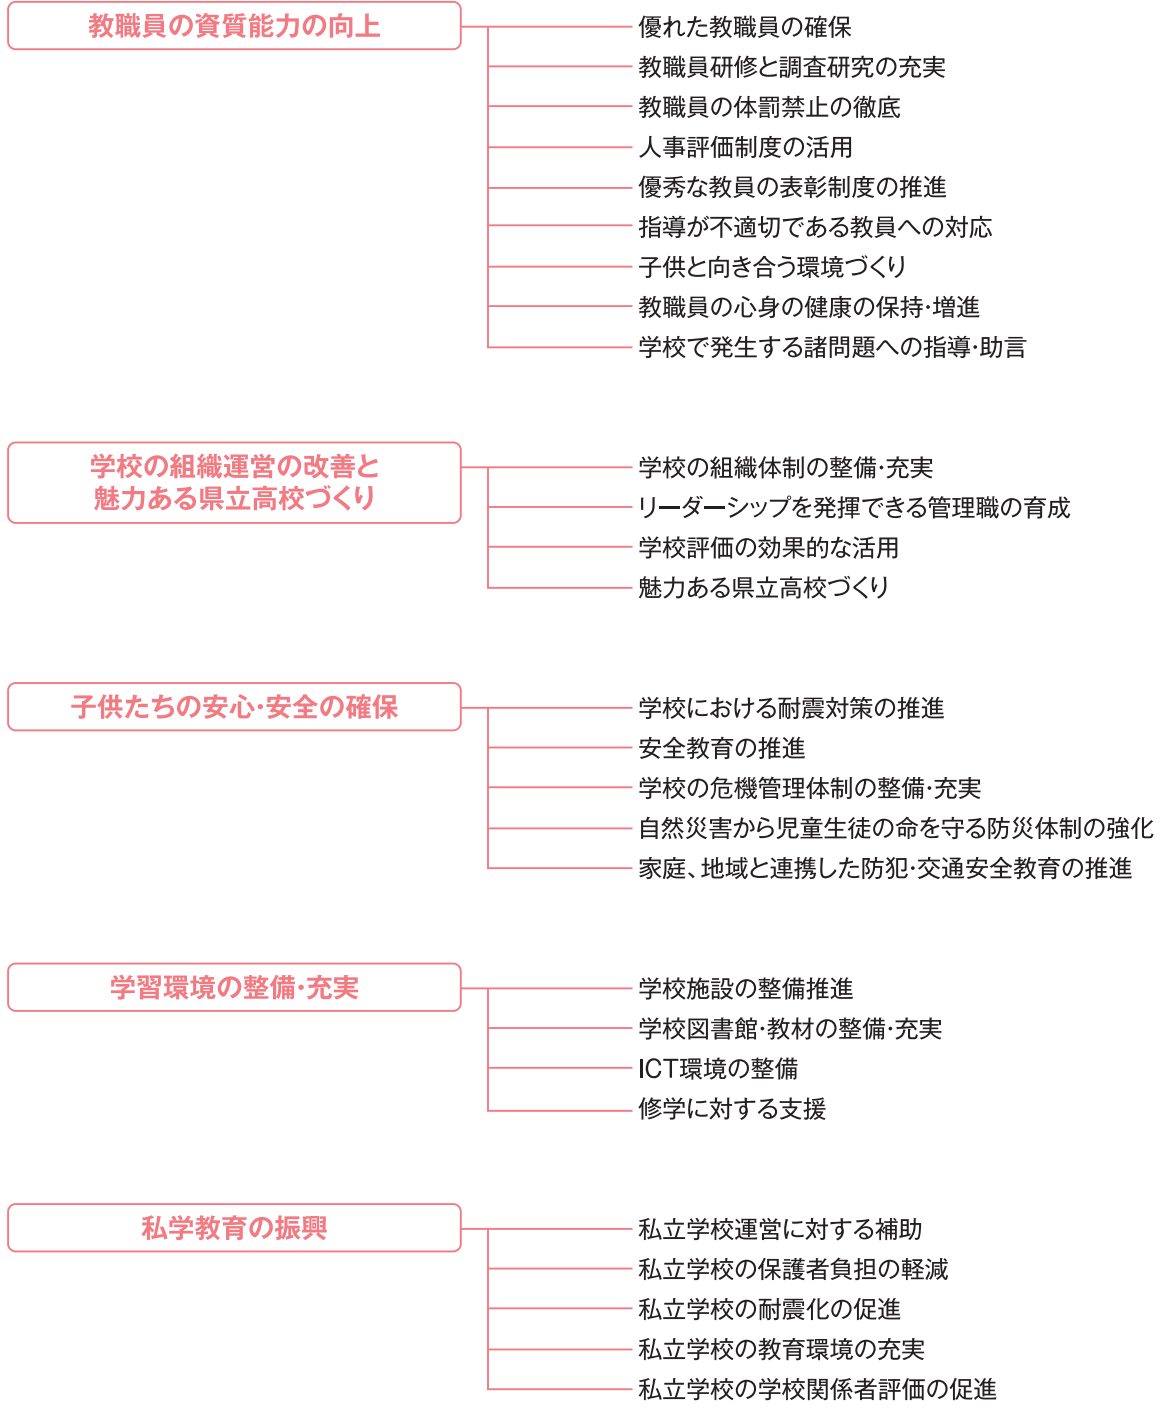 教職員の資質能力の向上
優れた教職員の確保
教職員研修と調査研究の充実
教職員の体罰禁止の徹底
人事評価制度の活用
優秀な教員の表彰制度の推進
指導が不適切である教員への対応
子供と向き合う環境づくり
教職員の心身の健康の保持・増進
学校で発生する諸問題への指導・助言
学校の組織運営の改善と
魅力ある県立高校づくり
学校の組織体制の整備・充実
リーダーシップを発揮できる管理職の育成
学校評価の効果的な活用
魅力ある県立高校づくり
子供たちの安心・安全の確保
学校における耐震対策の推進
安全教育の推進
学校の危機管理体制の整備・充実
自然災害から児童生徒の命を守る防災体制の強化
家庭、地域と連携した防犯・交通安全教育の推進
学習環境の整備・充実
学校施設の整備推進
学校図書館・教材の整備・充実
ICT環境の整備
修学に対する支援
私学教育の振興
私立学校運営に対する補助
私立学校の保護者負担の軽減
私立学校の耐震化の促進
私立学校の教育環境の充実
私立学校の学校関係者評価の促進